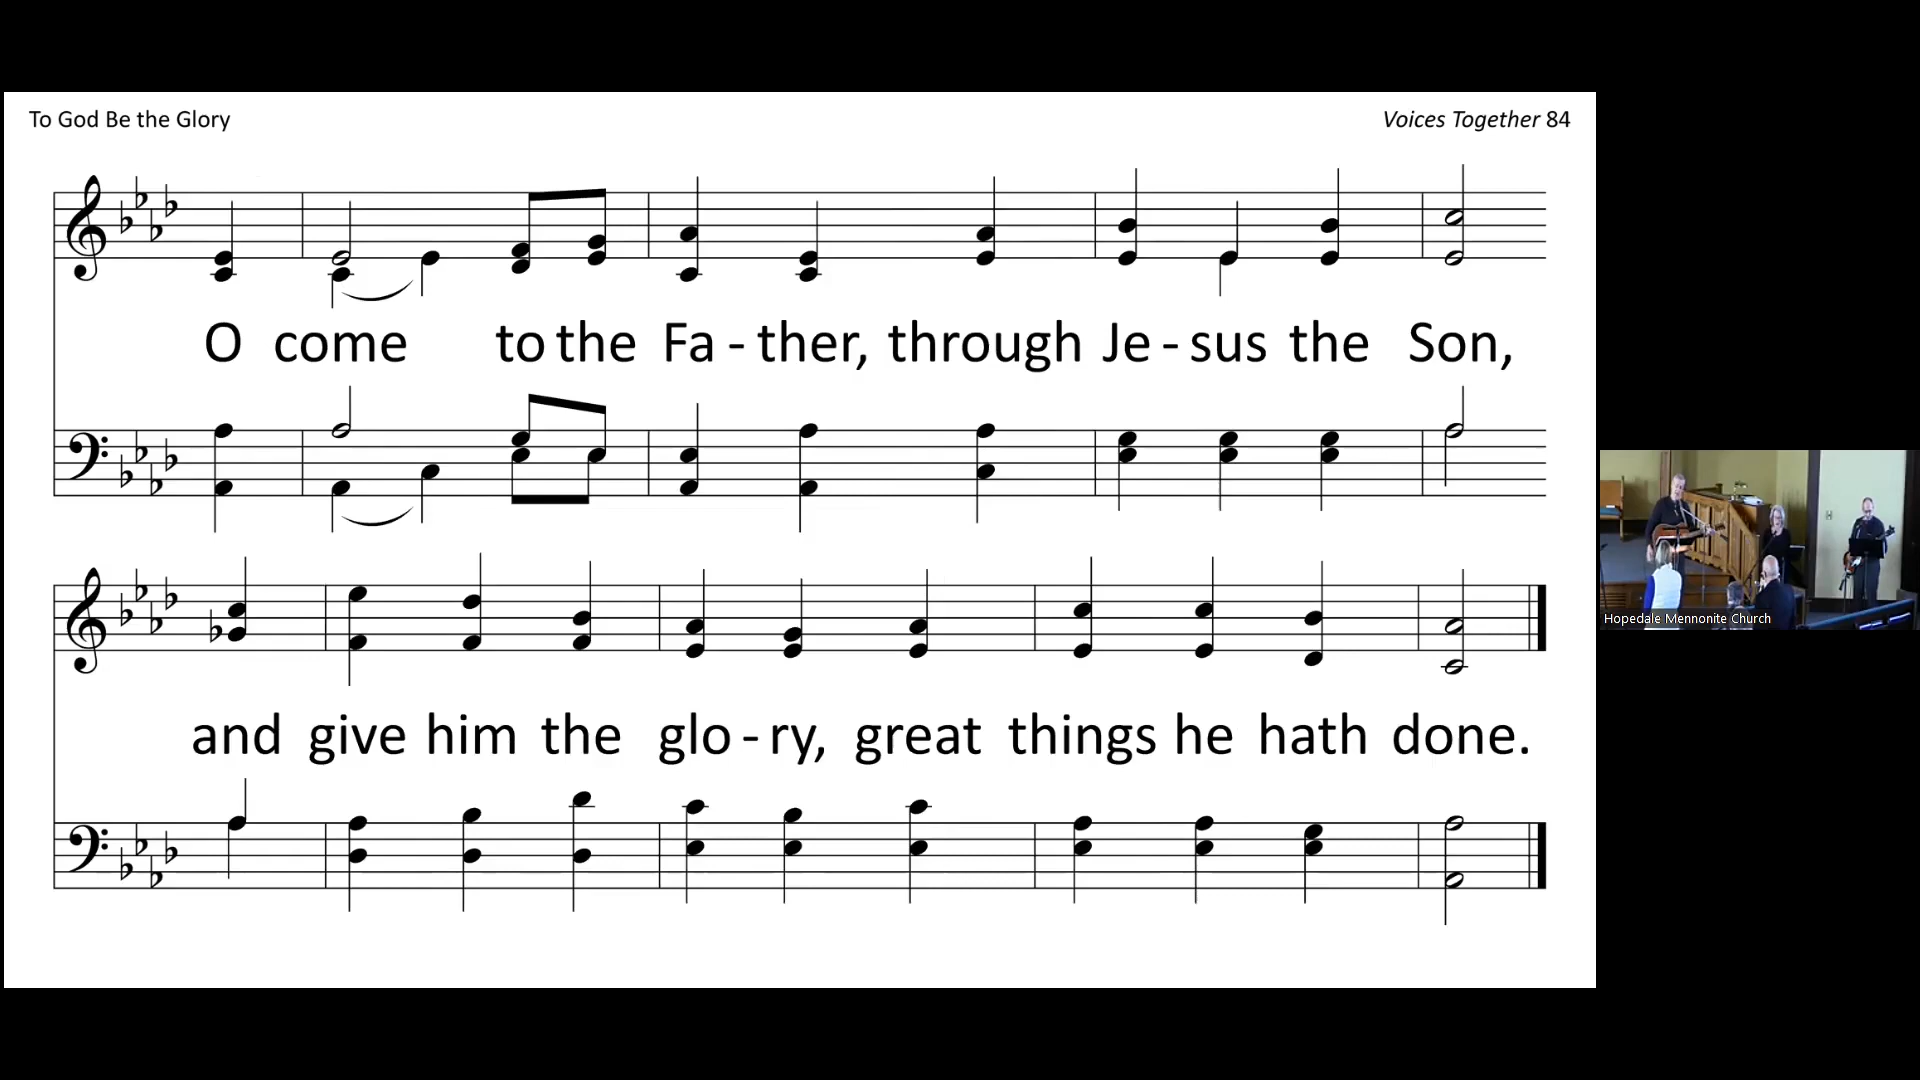 To God Be the Glory
Voices Together 84
O come to the Fa - ther, through Je - sus the Son,
and give him the glo - ry, great things he hath done.
Hopedale Mennonite Church